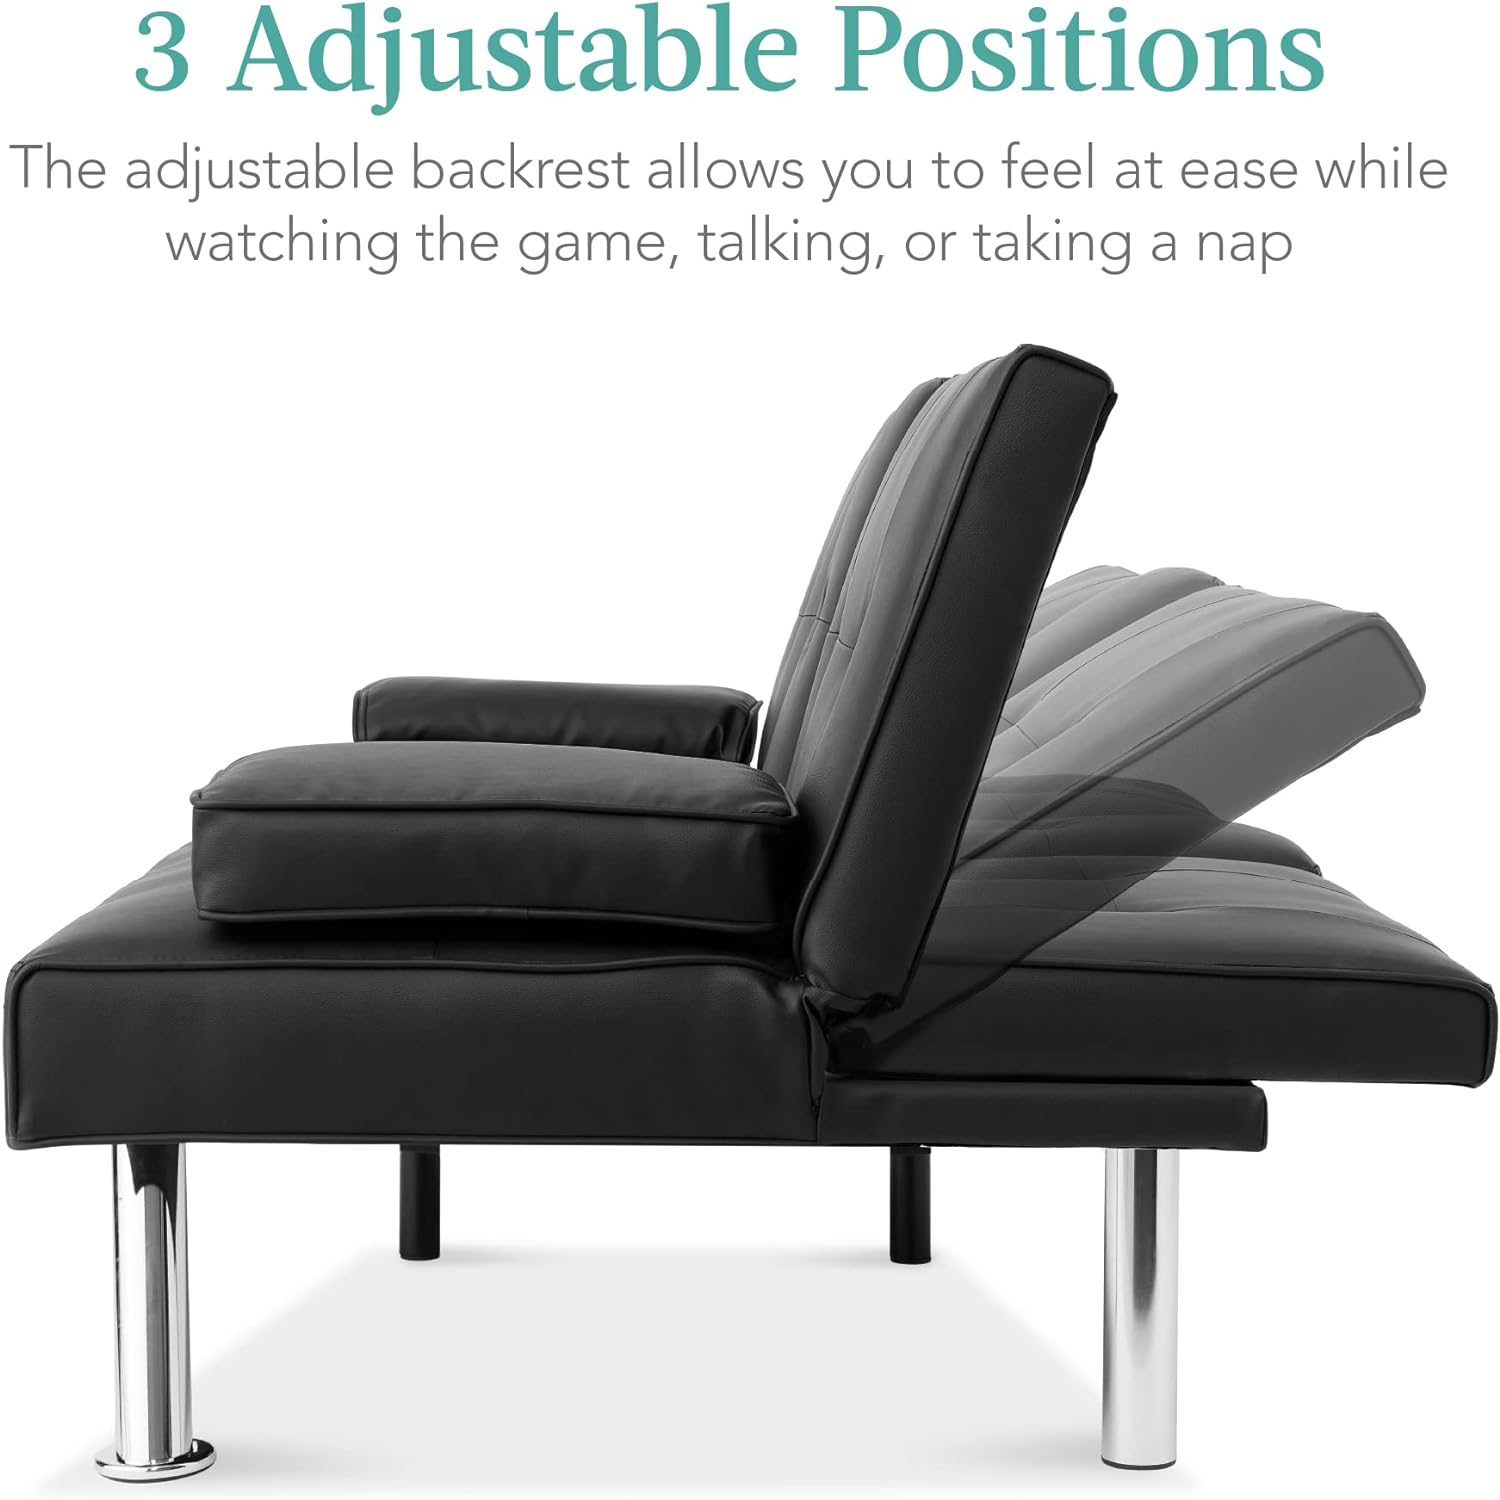 3 Adjustable Positions
The adjustable backrest allows you to feel at ease while
watching the game, talking, or taking a nap